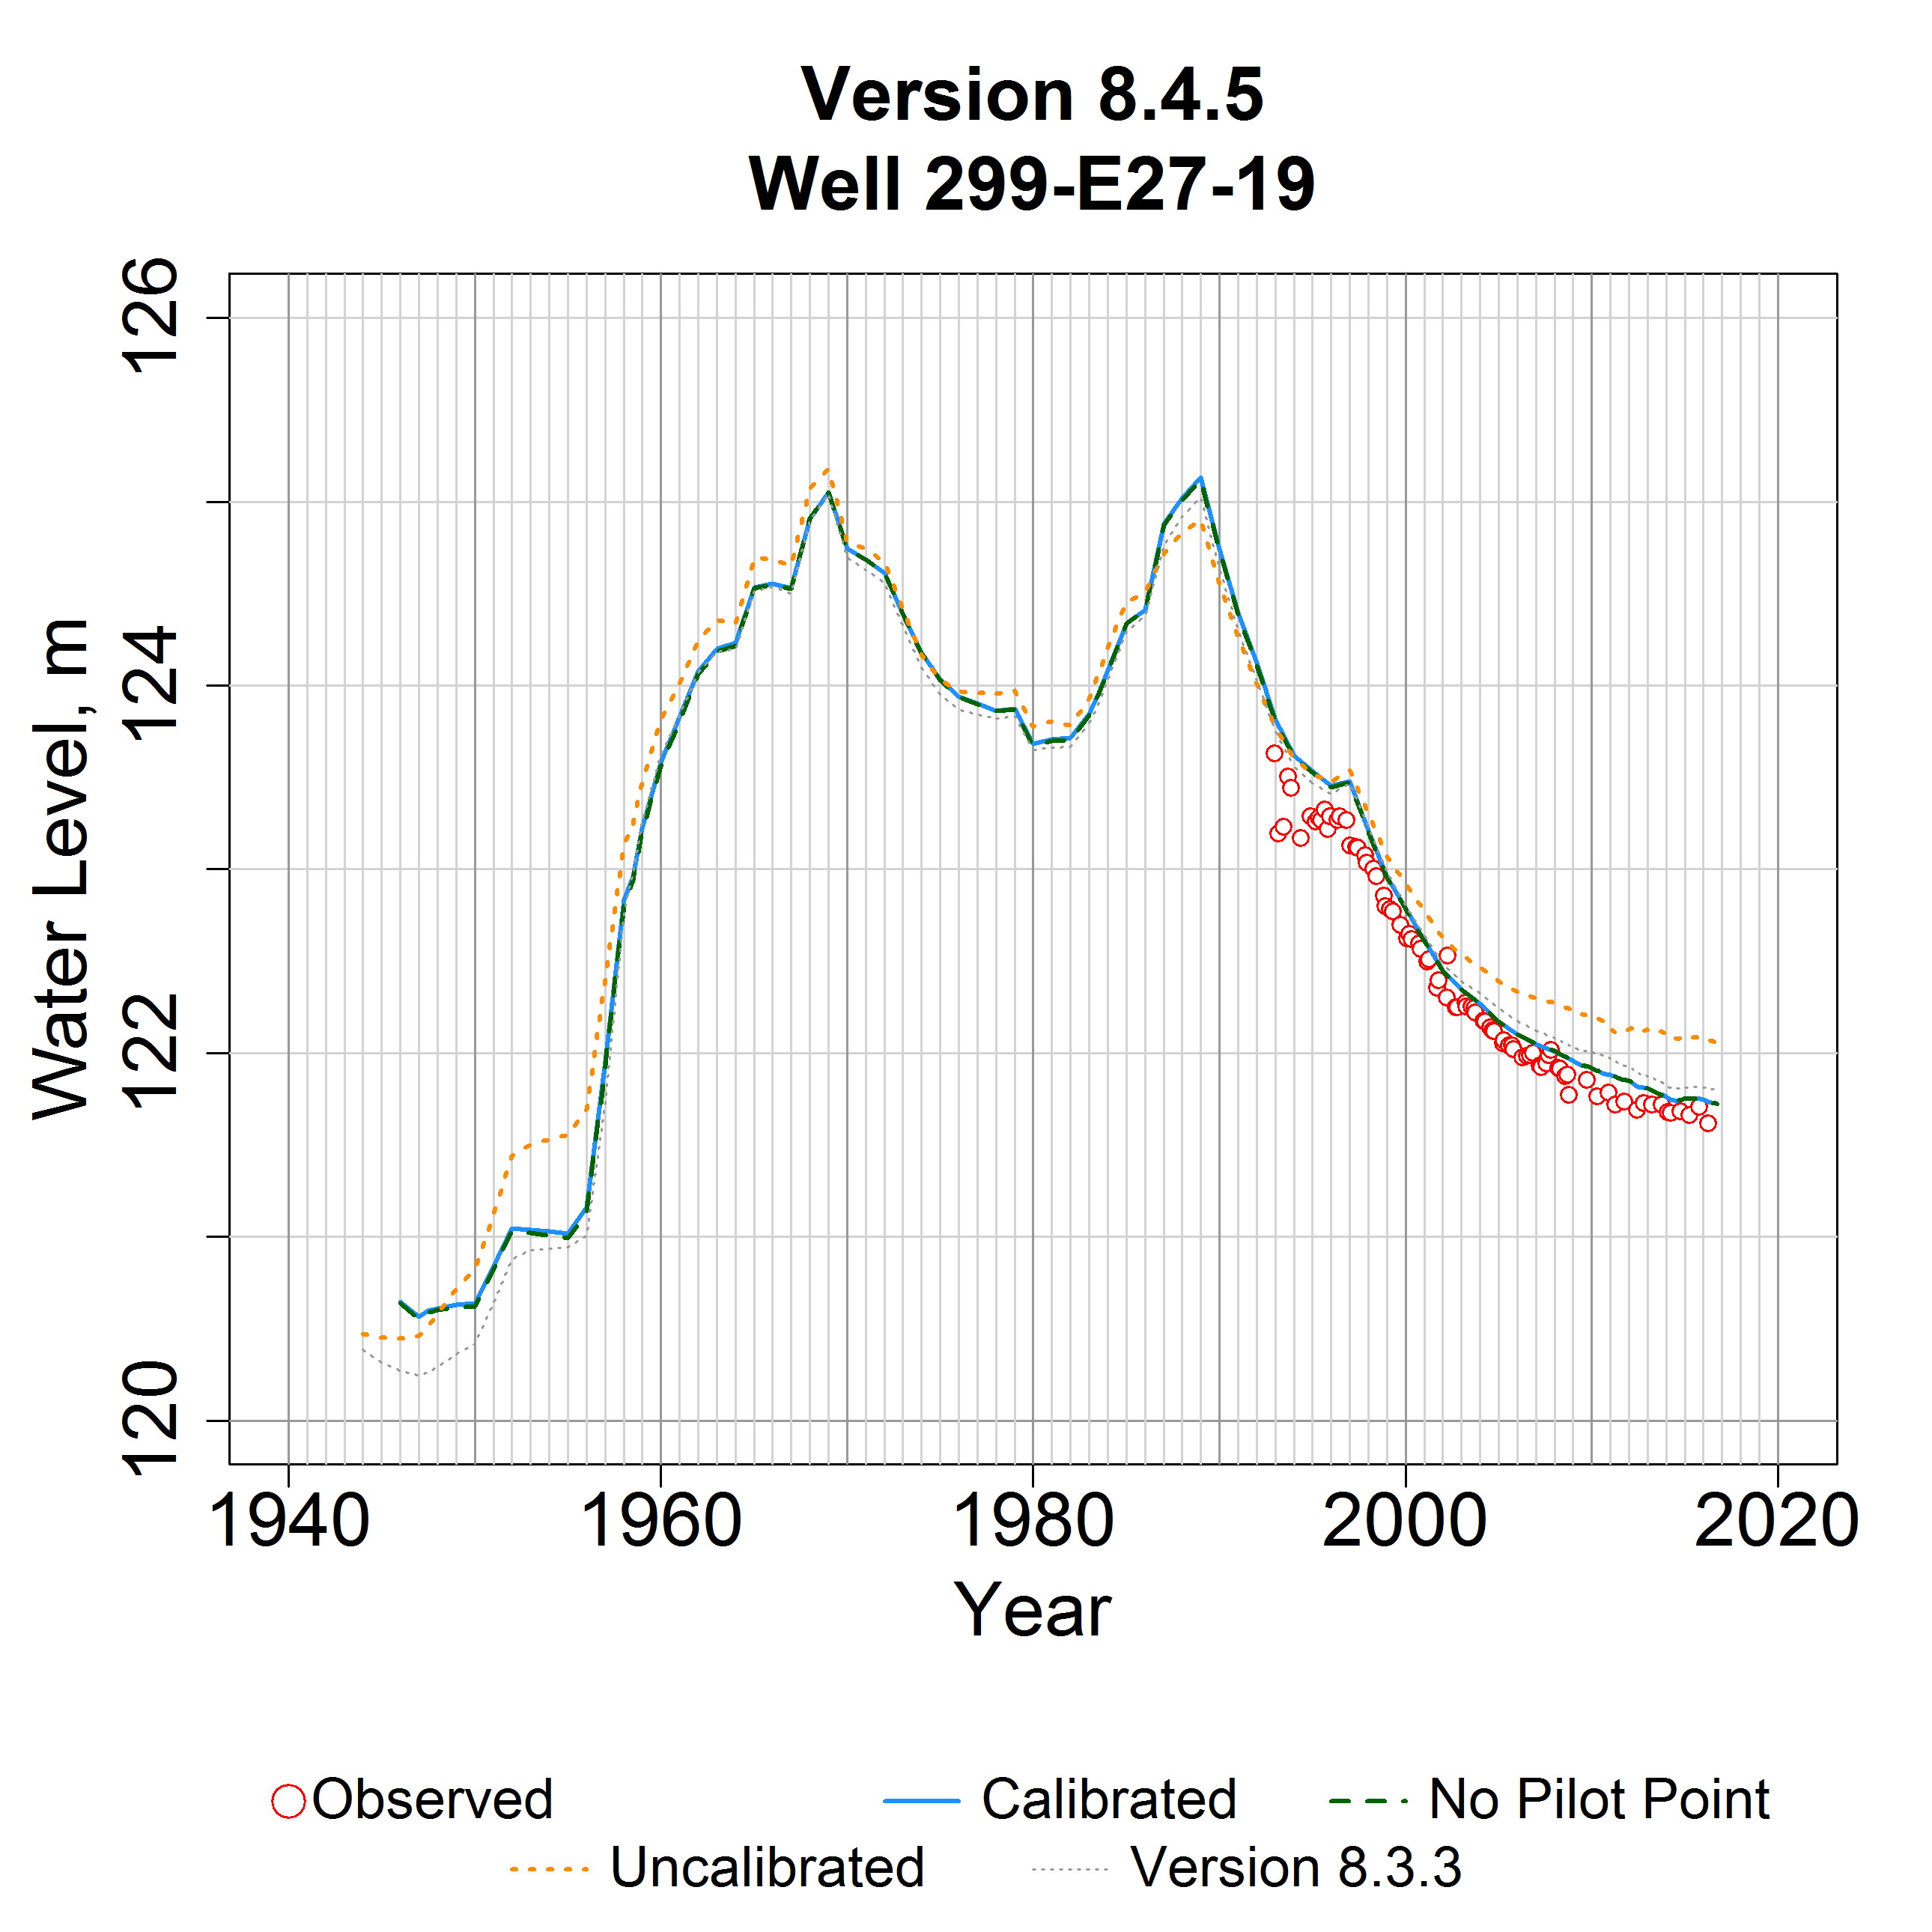 Version 8.4.5
Well 299-E27-19
126
124
122
120
Water Level, m
1940 1960 1980 2000 2020
Year
Observed Calibrated No Pilot Point
Uncalibrated Version 8.3.3